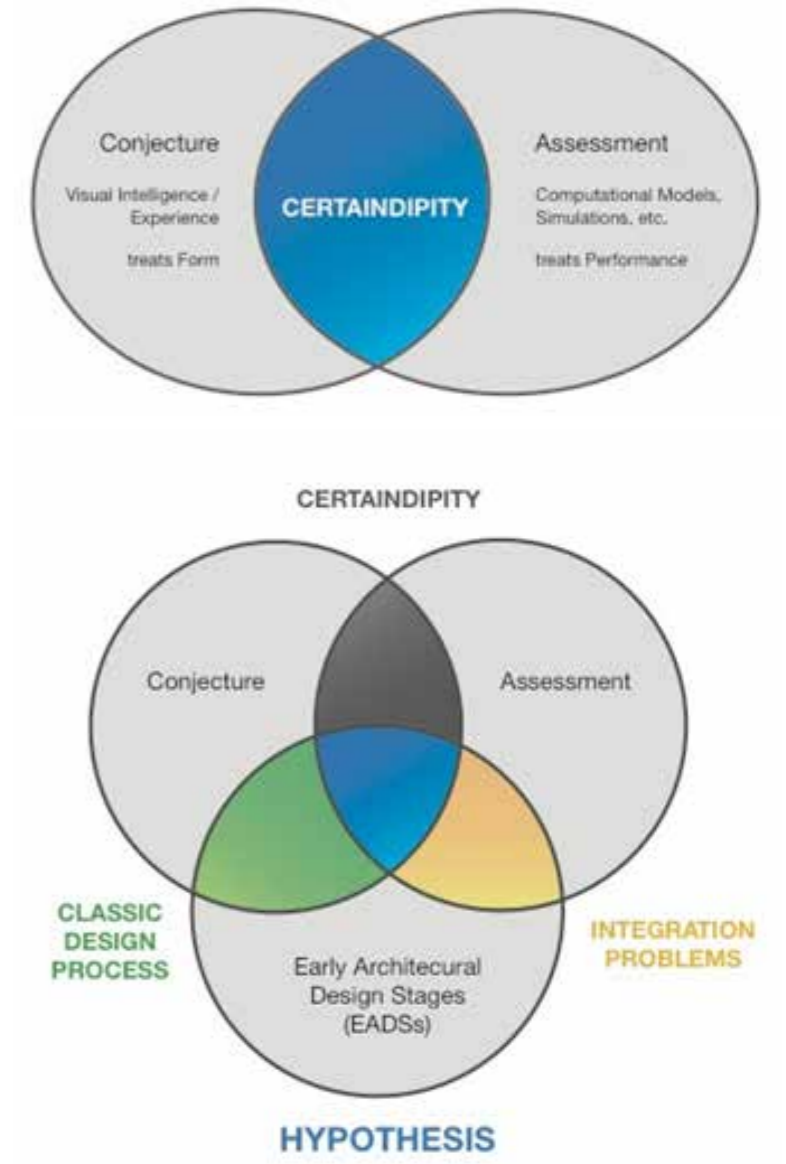 Conjecture
Visual Intelligence /
Experience
treats Form
CERTAINDIPITY
Assessment
Computational Models,
Simulations, etc.
treats Performance
CERTAINDIPITY
Conjecture
Assessment
CLASSIC
DESIGN
PROCESS
INTEGRATION
PROBLEMS
Early Architecural
Design Stages
(EADSs)
HYPOTHESIS